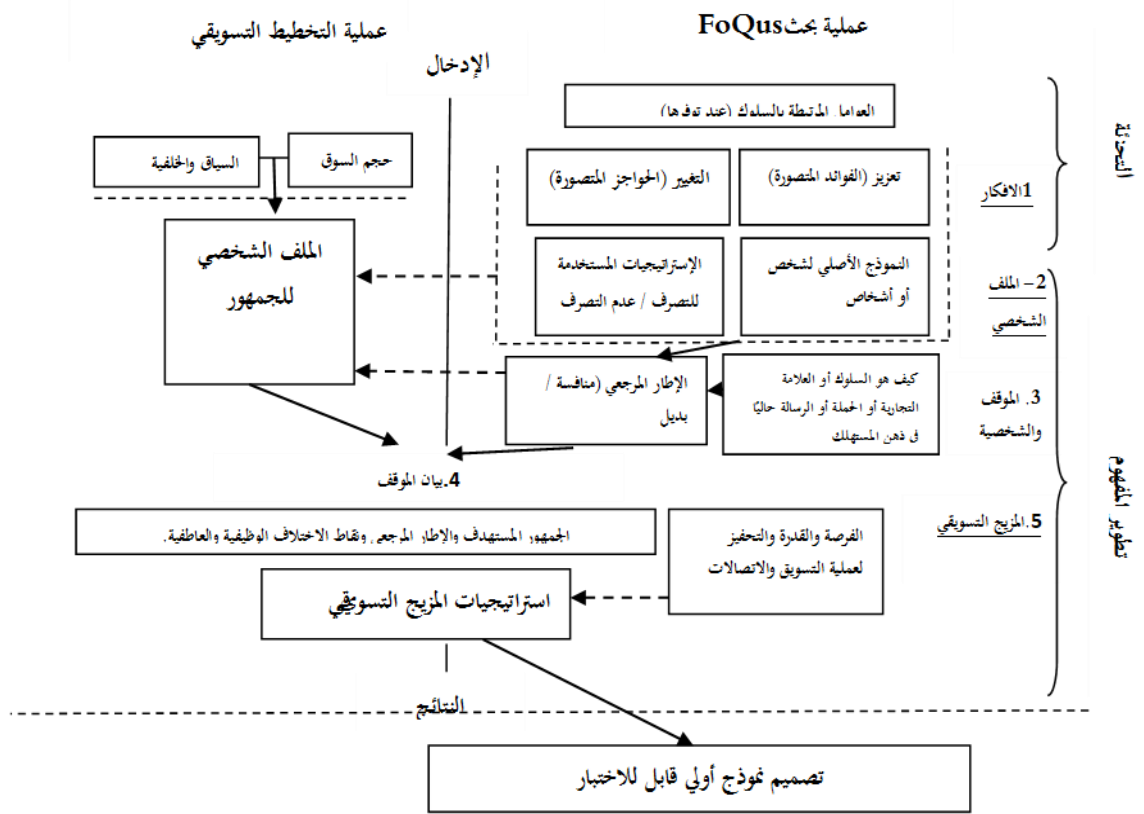 عملية بحث FoQus
عملية التخطيط التسويقي
الإدخال
العوامل المرتبطة بالسلوك (عند توفرها)
التجزئة
حجم السوق
السياق والخلفية
تعزيز (الفوائد المتصورة)
التغيير (الحواجز المتصورة)
1الافكار
الملف الشخصي
للجمهور
النموذج الأصلي لشخص
أو أشخاص
الإستراتيجيات المستخدمة
للتصرف / عدم التصرف
2– الملف
الشخصي
كيف هو السلوك أو العلامة
التجارية أو الحملة أو الرسالة حاليًا
في ذهن المستهلك
الإطار المرجعي (منافسة /
بديل
3. الموقف
والشخصية
تطوير المفهوم
4.بيان الموقف
الجمهور المستهدف والإطار المرجعي ونقاط الاختلاف الوظيفية والعاطفية.
5.المزيج التسويقي
الفرصة والقدرة والتحفيز
لعملية التسويق والاتصالات
استراتيجيات المزيج التسويقي
النتائج
تصميم نموذج أولي قابل للاختبار